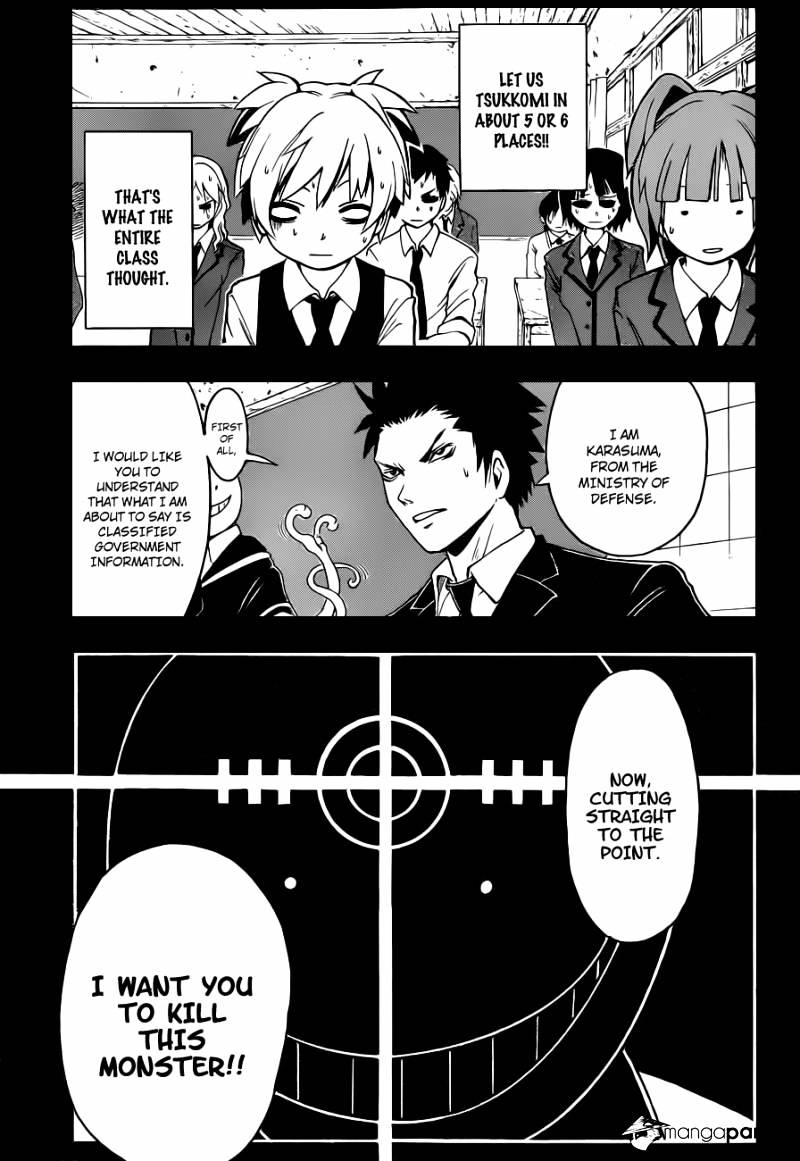 LET US
TSUKKOMI IN
ABOUT 5 OR 6
PLACES!!
THAT'S
WHAT THE
ENTIRE
CLASS
THOUGHT.
I AM
KARASUMA,
FROM THE
MINISTRY OF
DEFENSE.
FIRST
OF
ALL,
I WOULD LIKE
YOU TO
UNDERSTAND
THAT WHAT I AM
ABOUT TO SAY IS
CLASSIFIED
GOVERNMENT
INFORMATION.
NOW,
CUTTING
STRAIGHT
TO THE
POINT.
I WANT YOU
TO KILL
THIS
MONSTER!!
mangapan